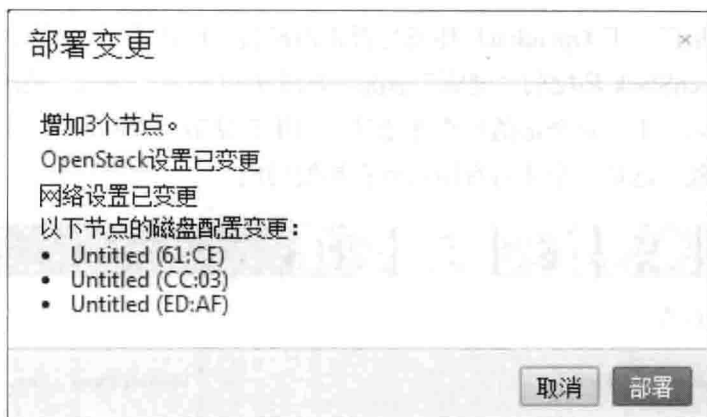 部署变更
×
增加3个节点。
OpenStack设置已变更
网络设置已变更
以下节点的磁盘配置变更：
• Untitled (61:CE)
• Untitled (CC:03)
• Untitled (ED:AF)
取消
部署